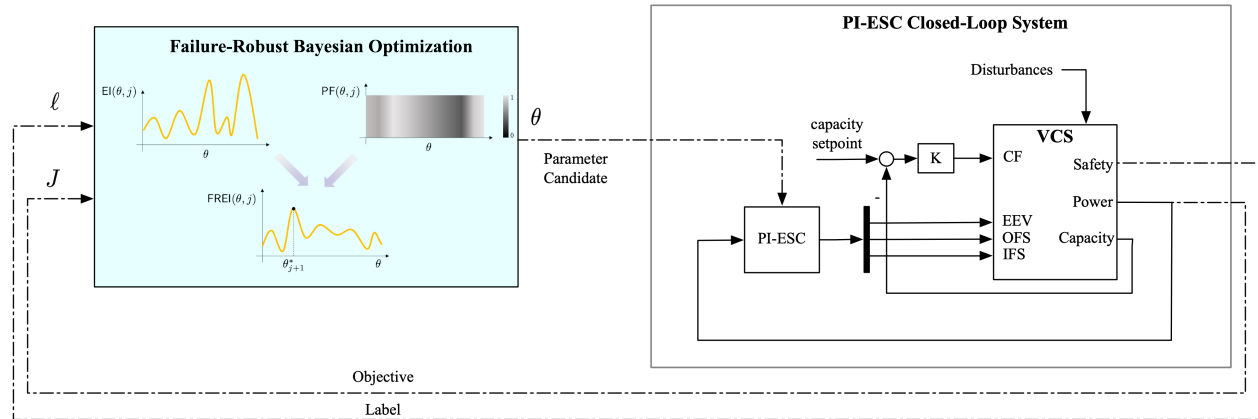 Failure-Robust Bayesian Optimization
EI(θ, j)
θ
PF(θ, j)
1
0
θ
FREI(θ, j)
θ*j+1
θ
ℓ
J
θ
Parameter
Candidate
PI-ESC Closed-Loop System
Disturbances
capacity
setpoint
-
K
PI-ESC
VCS
CF
EEV
OFS
IFS
Safety
Power
Capacity
Objective
Label